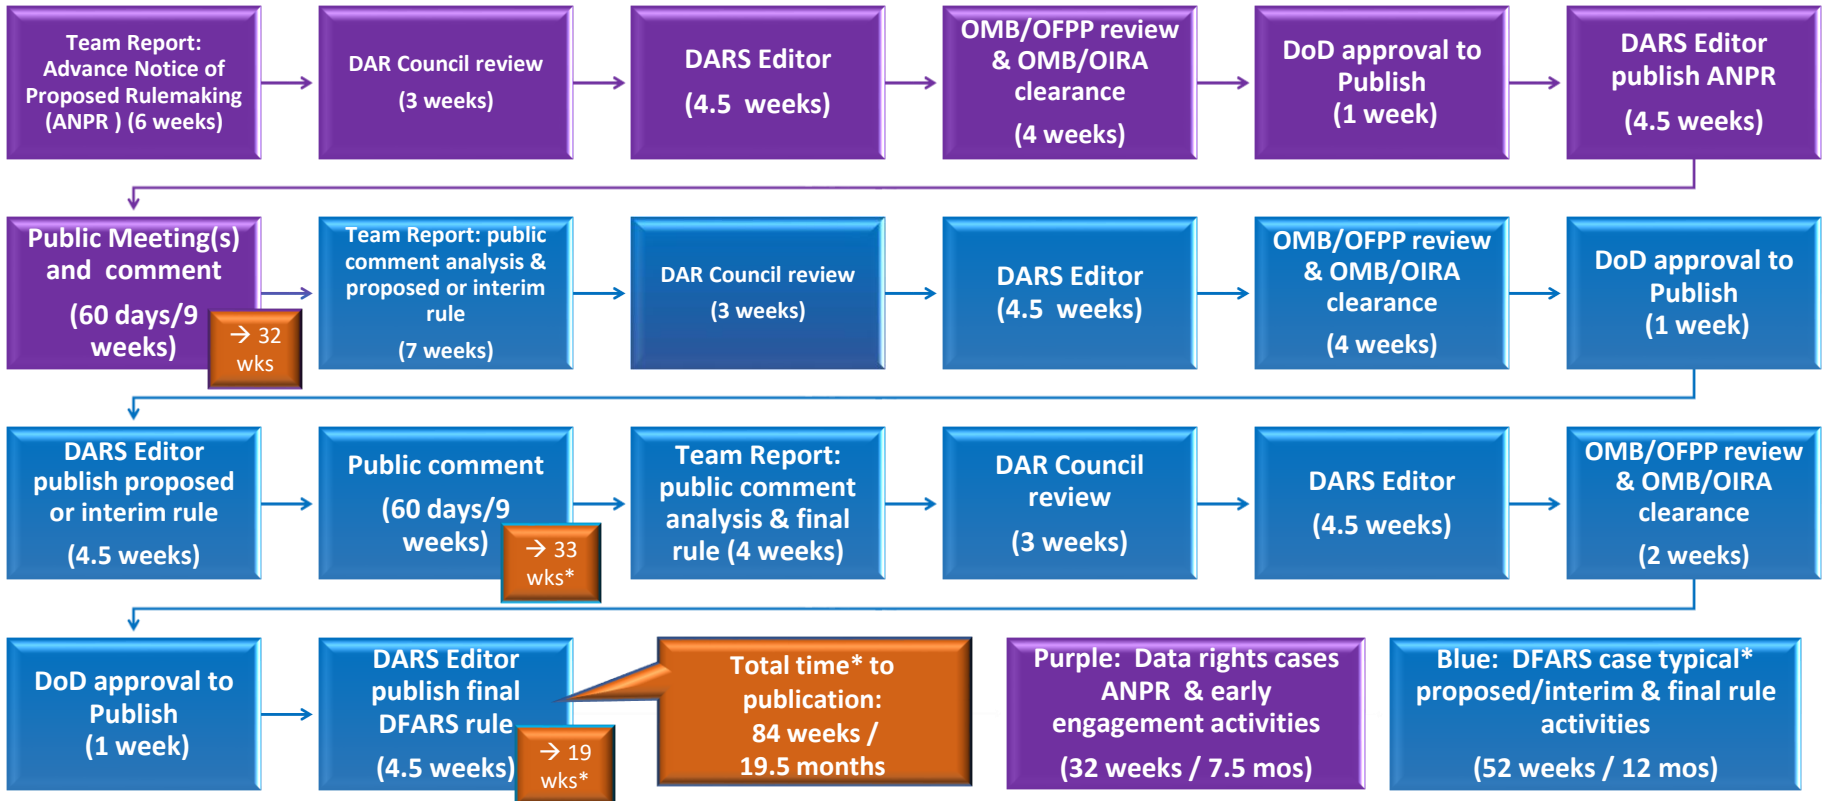 Team Report:
Advance Notice of
Proposed Rulemaking
(ANPR ) (6 weeks)
DAR Council review
(3 weeks)
DARS Editor
(4.5 weeks)
OMB/OFPP review
& OMB/OIRA
clearance
(4 weeks)
DoD approval to
Publish
(1 week)
DARS Editor
publish ANPR
(4.5 weeks)
Public Meeting(s)
and comment
(60 days/9
weeks)
→ 32
wks
Team Report: public
comment analysis &
proposed or interim
rule
(7 weeks)
DAR Council review
(3 weeks)
DARS Editor
(4.5 weeks)
OMB/OFPP review
& OMB/OIRA
clearance
(4 weeks)
DoD approval to
Publish
(1 week)
DARS Editor
publish proposed
or interim rule
(4.5 weeks)
Public comment
(60 days/9
weeks)
→ 33
wks*
Team Report:
public comment
analysis & final
rule (4 weeks)
DAR Council
review
(3 weeks)
DARS Editor
(4.5 weeks)
OMB/OFPP review
& OMB/OIRA
clearance
(2 weeks)
DoD approval to
Publish
(1 week)
DARS Editor
publish final
DFARS rule
(4.5 weeks)
→ 19
wks*
Total time* to
publication:
84 weeks /
19.5 months
Purple: Data rights cases
ANPR & early
engagement activities
(32 weeks / 7.5 mos)
Blue: DFARS case typical*
proposed/interim & final rule
activities
(52 weeks / 12 mos)